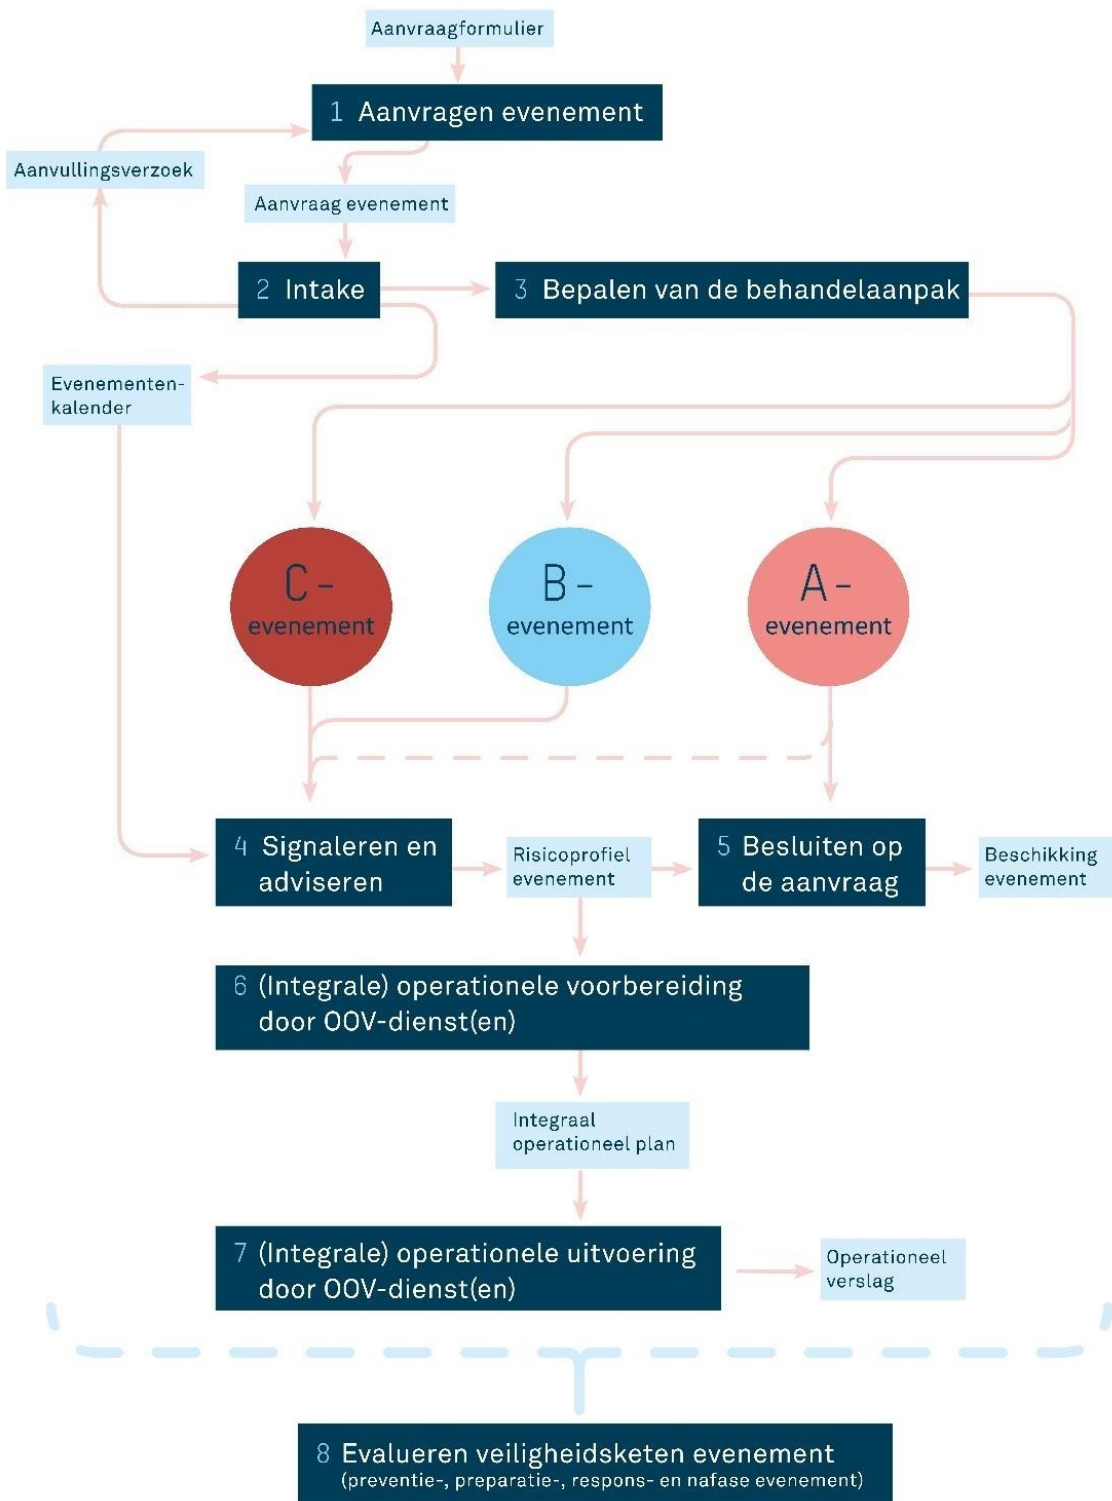 Aanvraagformulier
1 Aanvragen evenement
Aanvullingsverzoek
Aanvraag evenement
2 Intake
3 Bepalen van de behandelaanpak
Evenementen-
kalender
C-
evenement
B-
evenement
A-
evenement
4 Signaleren en
adviseren
Risicoprofiel
evenement
5 Besluiten op
de aanvraag
Beschikking
evenement
6 (Integrale) operationele voorbereiding
door OOV-dienst(en)
Integraal
operationeel plan
7 (Integrale) operationele uitvoering
door OOV-dienst(en)
Operationeel
verslag
8 Evalueren veiligheidsketen evenement
(preventie-, preparatie-, respons- en nafase evenement)